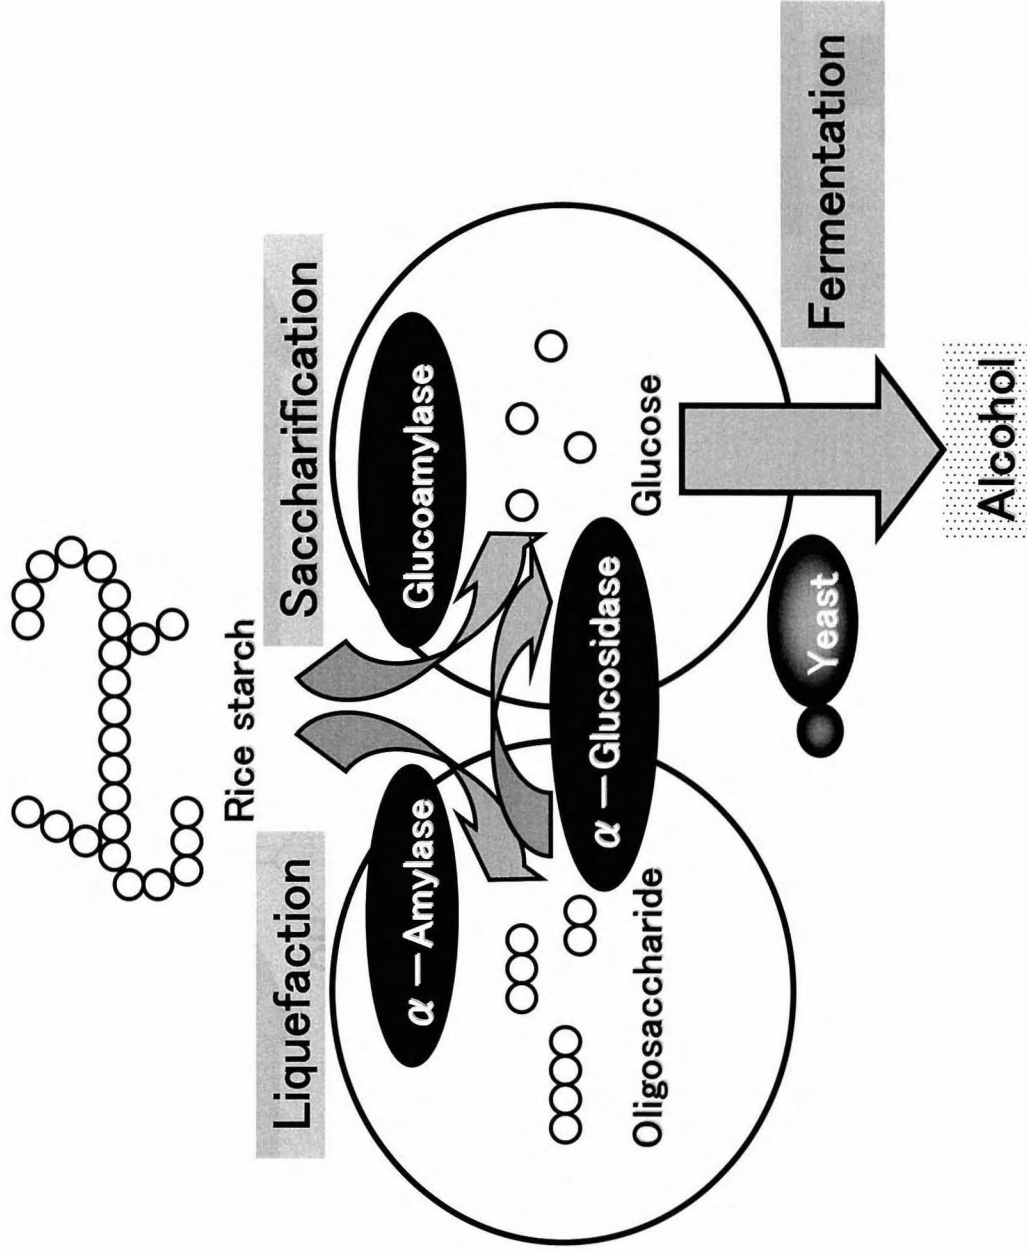 Rice starch
Liquefaction
Saccharification
α－Amylase
Glucoamylase
α－Glucosidase
Oligosaccharide
Glucose
Yeast
Fermentation
Alcohol